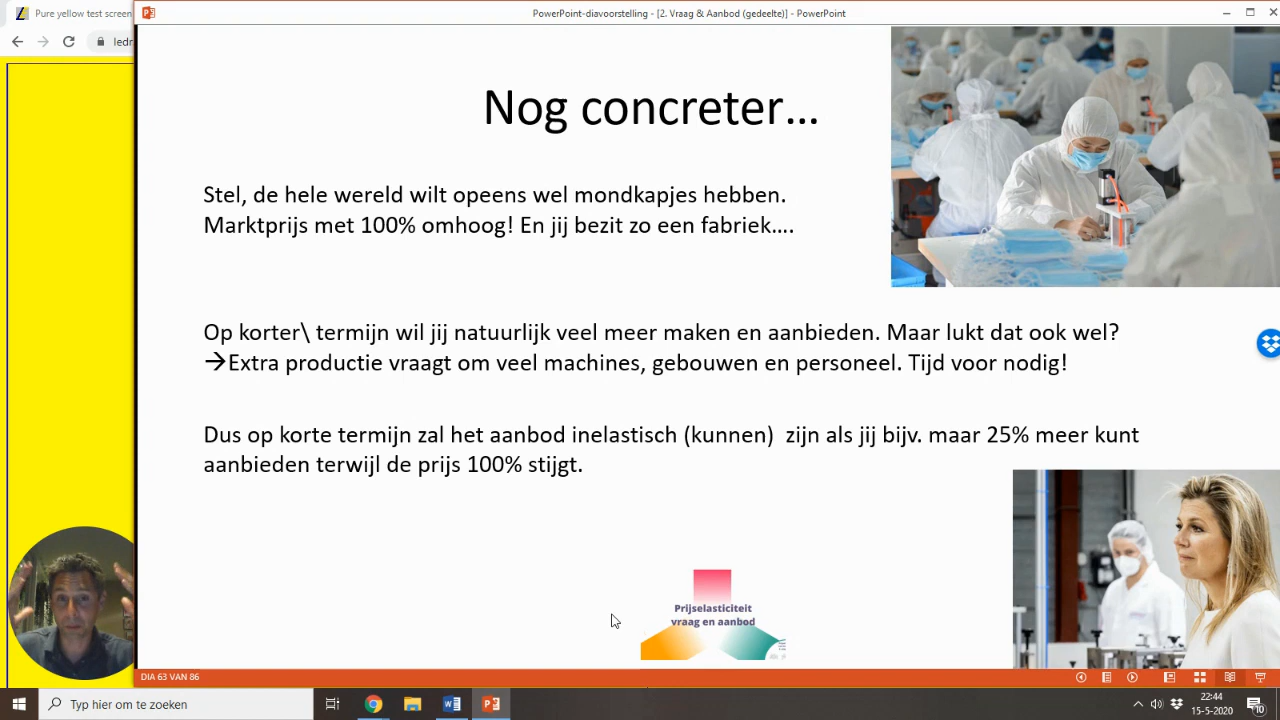 Pure yellow test screen
PowerPoint-diavoorstelling - [2. Vraag & Aanbod (gedeelte)] - PowerPoint
ledr
Nog concreter...
Stel, de hele wereld wilt opeens wel mondkapjes hebben.
Marktprijs met 100% omhoog! En jij bezit zo een fabriek....
Op korter\ termijn wil jij natuurlijk veel meer maken en aanbieden. Maar lukt dat ook wel?
→Extra productie vraagt om veel machines, gebouwen en personeel. Tijd voor nodig!
Dus op korte termijn zal het aanbod inelastisch (kunnen) zijn als jij bijv. maar 25% meer kunt
aanbieden terwijl de prijs 100% stijgt.
Prijselasticiteit
vraag en aanbod
DIA 63 VAN 86
Typ hier om te zoeken
22:44
15-5-2020
10